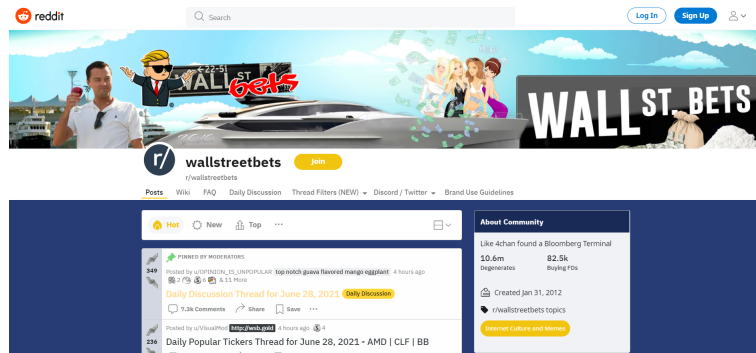 reddit
Search
Log In
Sign Up
WALL ST
bets
WALL ST. BETS
r/
wallstreetbets
Join
r/wallstreetbets
Posts Wiki FAQ Daily Discussion Thread Filters (NEW) Discord / Twitter Brand Use Guidelines
Hot New Top ...
PINNED BY MODERATORS
349
Posted by u/OPINION_IS_UNPOPULAR top notch guava flavored mango eggplant 4 hours ago
2 6 & 11 More
Daily Discussion Thread for June 28, 2021 Daily Discussion
7.3k Comments Share Save ...
Posted by u/VisualMod http://wsb.gold 4 hours ago 4
236
Daily Popular Tickers Thread for June 28, 2021 - AMD | CLF | BB
About Community
Like 4chan found a Bloomberg Terminal
10.6m 82.5k
Degenerates Buying FDs
Created Jan 31, 2012
r/wallstreetbets topics
Internet Culture and Memes